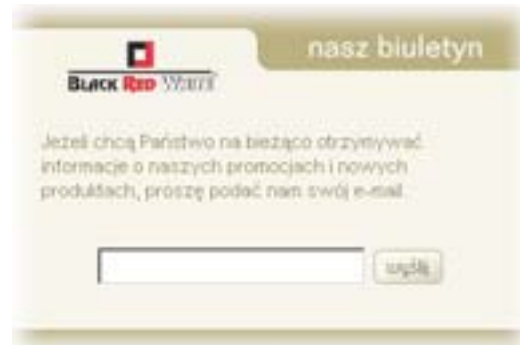 nasz biuletyn
BLACK RED WHITE
Jeżeli chcą Państwo na bieżąco otrzymywać
informacje o naszych promocjach i nowych
produktach, proszę podać nam swój e-mail.
wyślij